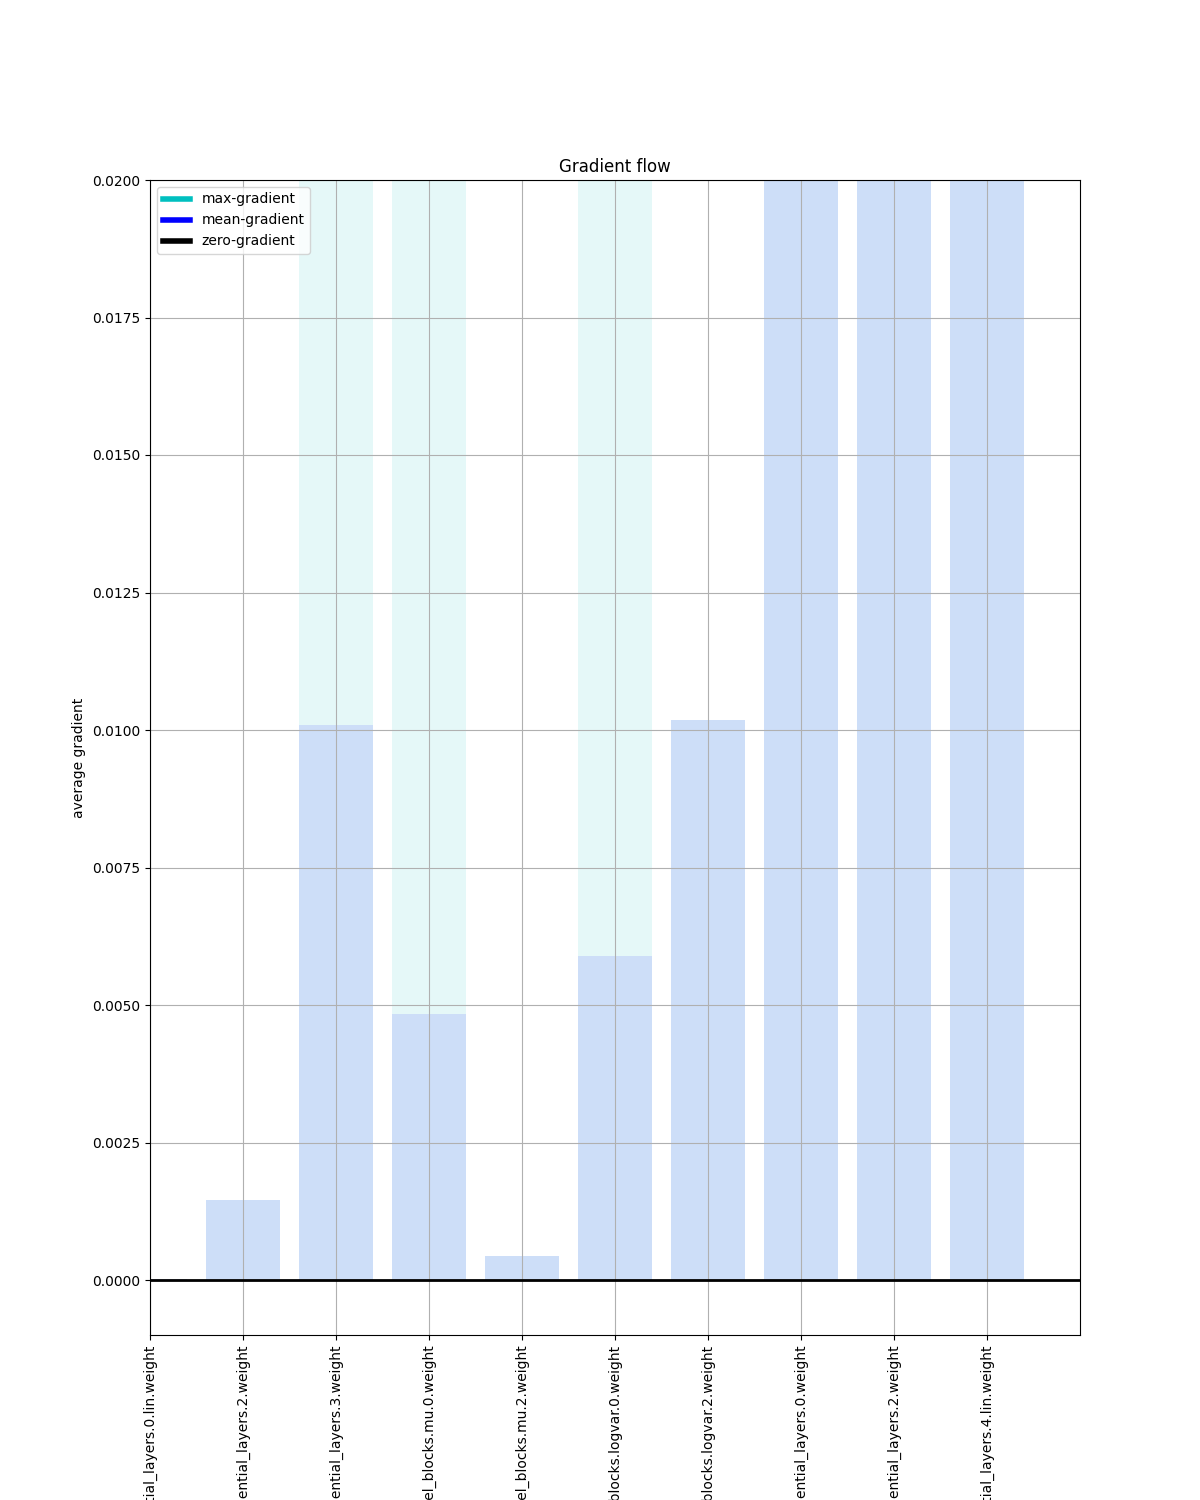 Gradient flow
max-gradient
mean-gradient
zero-gradient
0.0200
0.0175
0.0150
0.0125
0.0100
0.0075
0.0050
0.0025
0.0000
average gradient
tial_layers.0.lin.weight
ential_layers.2.weight
ential_layers.3.weight
el_blocks.mu.0.weight
el_blocks.mu.2.weight
blocks.logvar.0.weight
blocks.logvar.2.weight
ential_layers.0.weight
ential_layers.2.weight
tial_layers.4.lin.weight